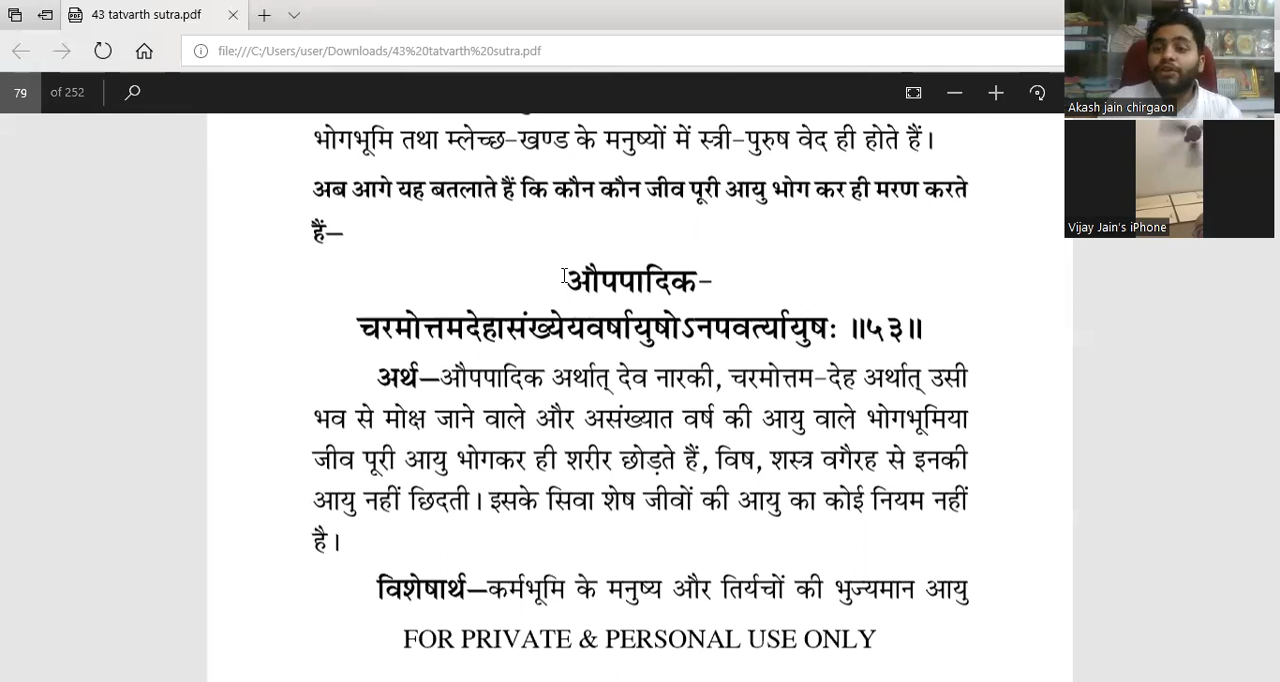 43 tatvarth sutra.pdf
file:///C:/Users/user/Downloads/43%20tatvarth%20sutra.pdf
79 of 252
Akash jain chirgaon
Vijay Jain's iPhone
भोगभूमि तथा म्लेच्छ-खण्ड के मनुष्यों में स्त्री-पुरुष वेद ही होते हैं।
अब आगे यह बतलाते हैं कि कौन कौन जीव पूरी आयु भोग कर ही मरण करते
हैं—
औपपादिक-
चरमोत्तमदेहासंख्येयवर्षायुषोऽनपवर्त्यायुषः ॥५३॥
अर्थ—औपपादिक अर्थात् देव नारकी, चरमोत्तम-देह अर्थात् उसी
भव से मोक्ष जाने वाले और असंख्यात वर्ष की आयु वाले भोगभूमिया
जीव पूरी आयु भोगकर ही शरीर छोड़ते हैं, विष, शस्त्र वगैरह से इनकी
आयु नहीं छिदती। इसके सिवा शेष जीवों की आयु का कोई नियम नहीं
है।
विशेषार्थ—कर्मभूमि के मनुष्य और तिर्यचों की भुज्यमान आयु
FOR PRIVATE & PERSONAL USE ONLY